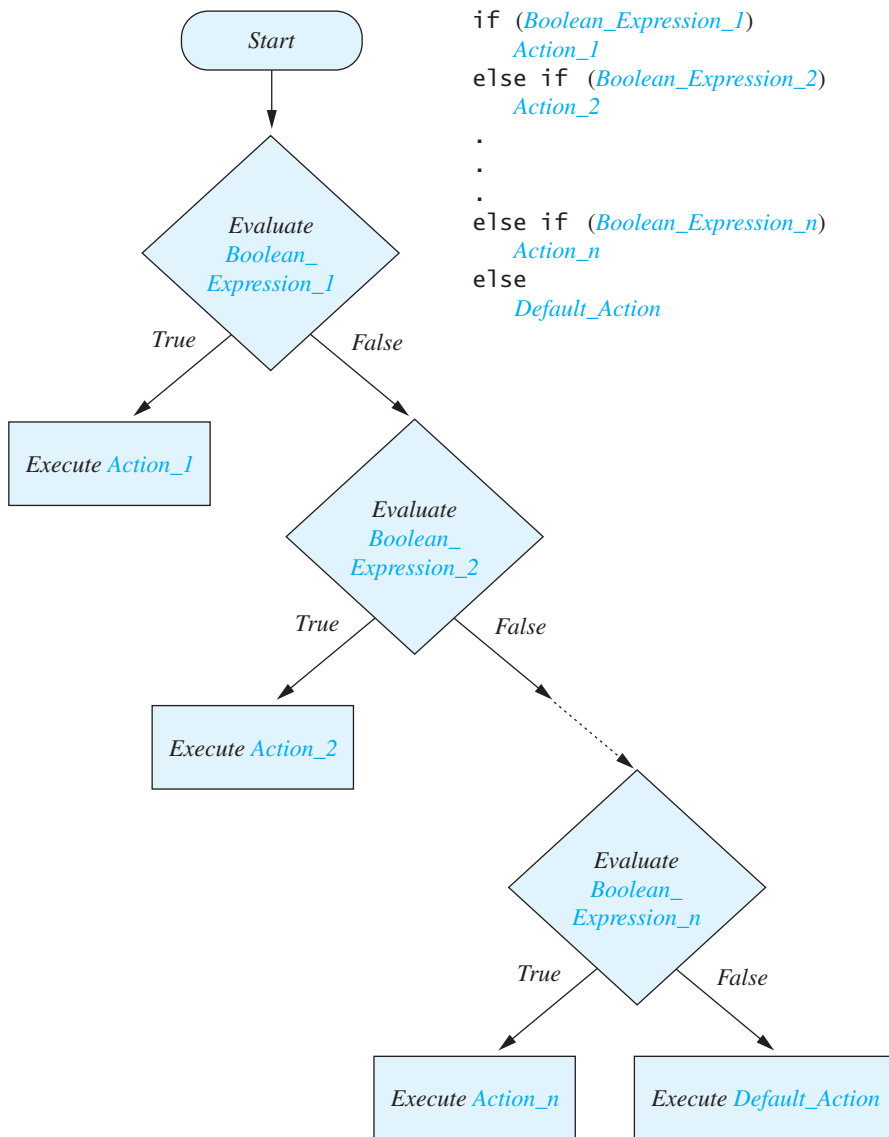 Start
if (Boolean_Expression_1)
Action_1
else if (Boolean_Expression_2)
Action_2
.
.
.
else if (Boolean_Expression_n)
Action_n
else
Default_Action
Evaluate
Boolean_
Expression_1
True
False
Execute Action_1
Evaluate
Boolean_
Expression_2
True
False
Execute Action_2
Evaluate
Boolean_
Expression_n
True
False
Execute Action_n
Execute Default_Action